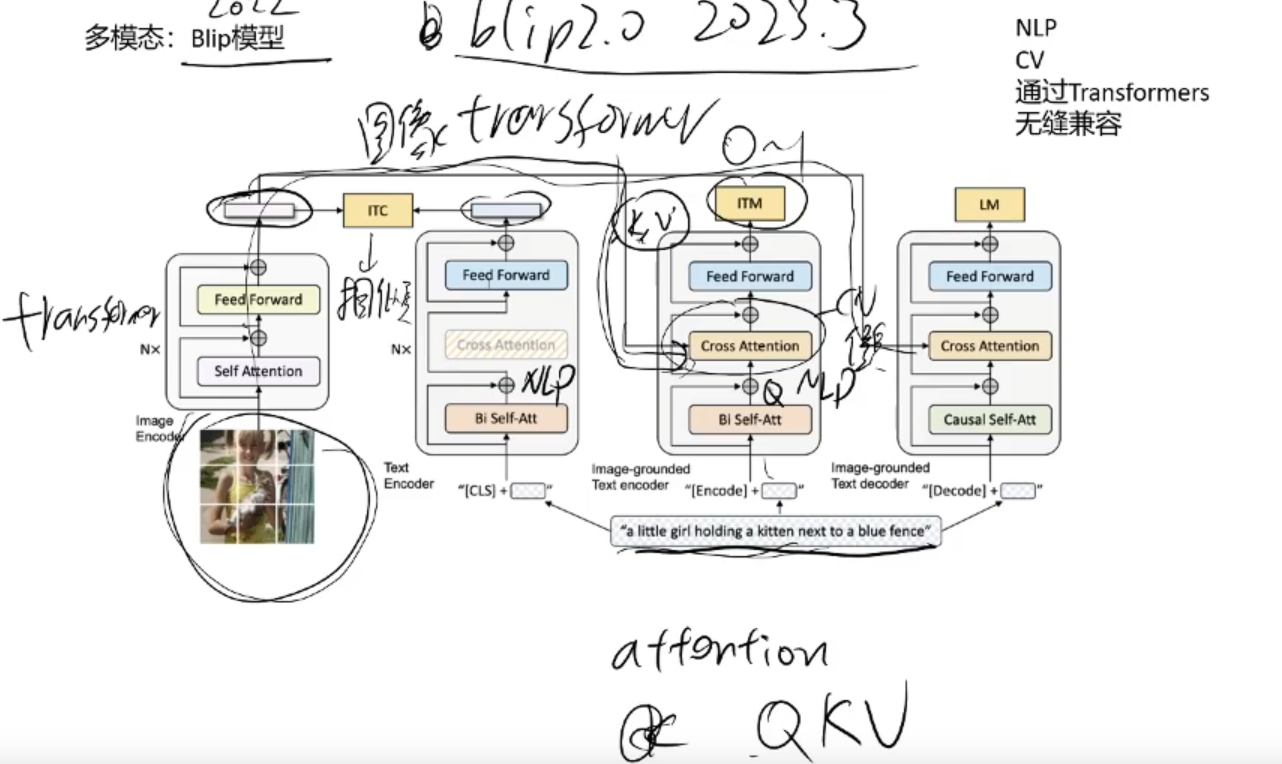 2022
多模态：Blip模型
blip2.0 2023.3
NLP
CV
通过Transformers
无缝兼容
图像 transformer
0~1
ITC
ITM
LM
K, V
Feed Forward
Feed Forward
Feed Forward
Feed Forward
transformer
相似度
CV
N×
N×
Cross Attention
Cross Attention
Cross Attention
Self Attention
NLP
Q NLP
Bi Self-Att
Bi Self-Att
Causal Self-Att
Image
Encoder
Text
Encoder
Image-grounded
Text encoder
Image-grounded
Text decoder
“[CLS] + ”
“[Encode] + ”
“[Decode] + ”
“a little girl holding a kitten next to a blue fence”
attention
QKV